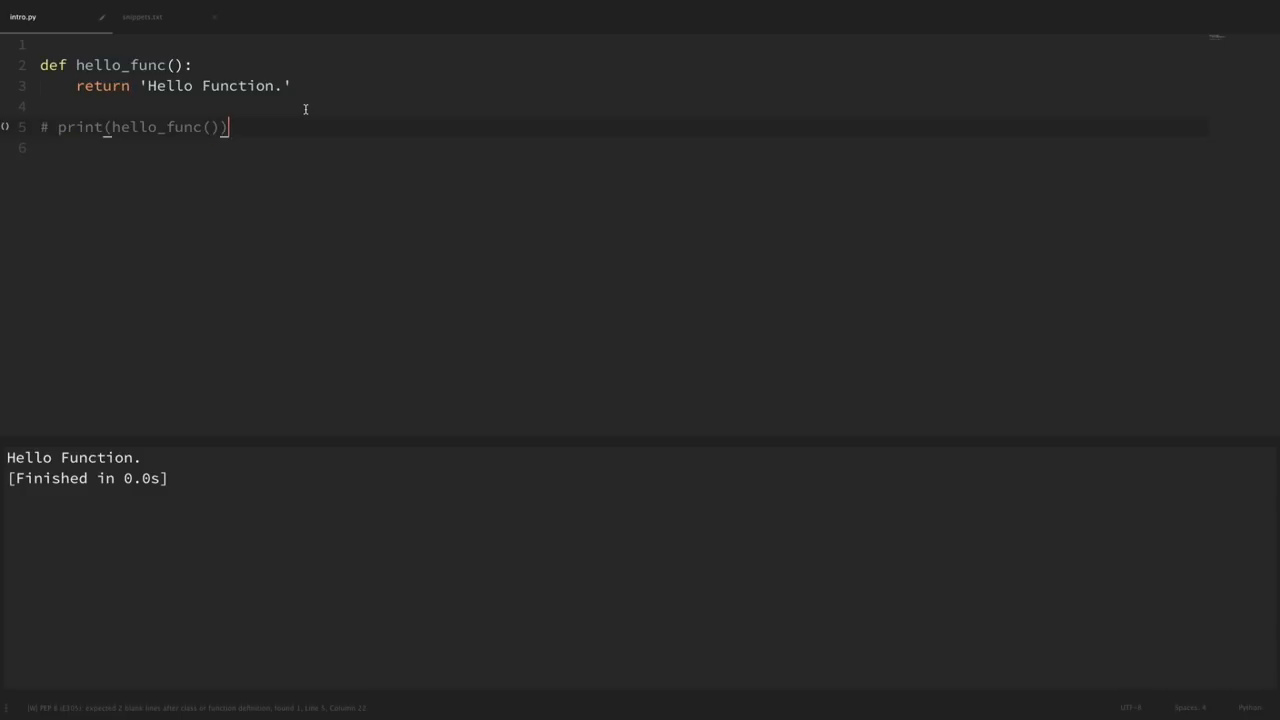 intro.py
snippets.txt
1
2 def hello_func():
3     return 'Hello Function.'
4
5 # print(hello_func())
6
Hello Function.
[Finished in 0.0s]
[W] PEP 8 (E305): expected 2 blank lines after class or function definition, found 1, Line 5, Column 22
UTF-8
Spaces: 4
Python